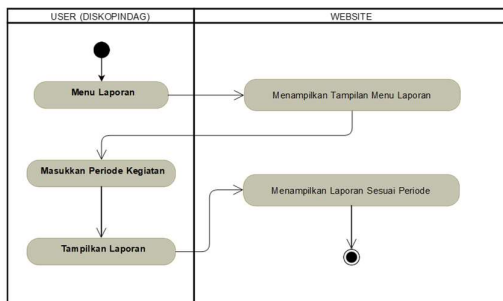 USER (DISKOPINDAG)
WEBSITE
Menu Laporan
Menampilkan Tampilan Menu Laporan
Masukkan Periode Kegiatan
Menampilkan Laporan Sesuai Periode
Tampilkan Laporan